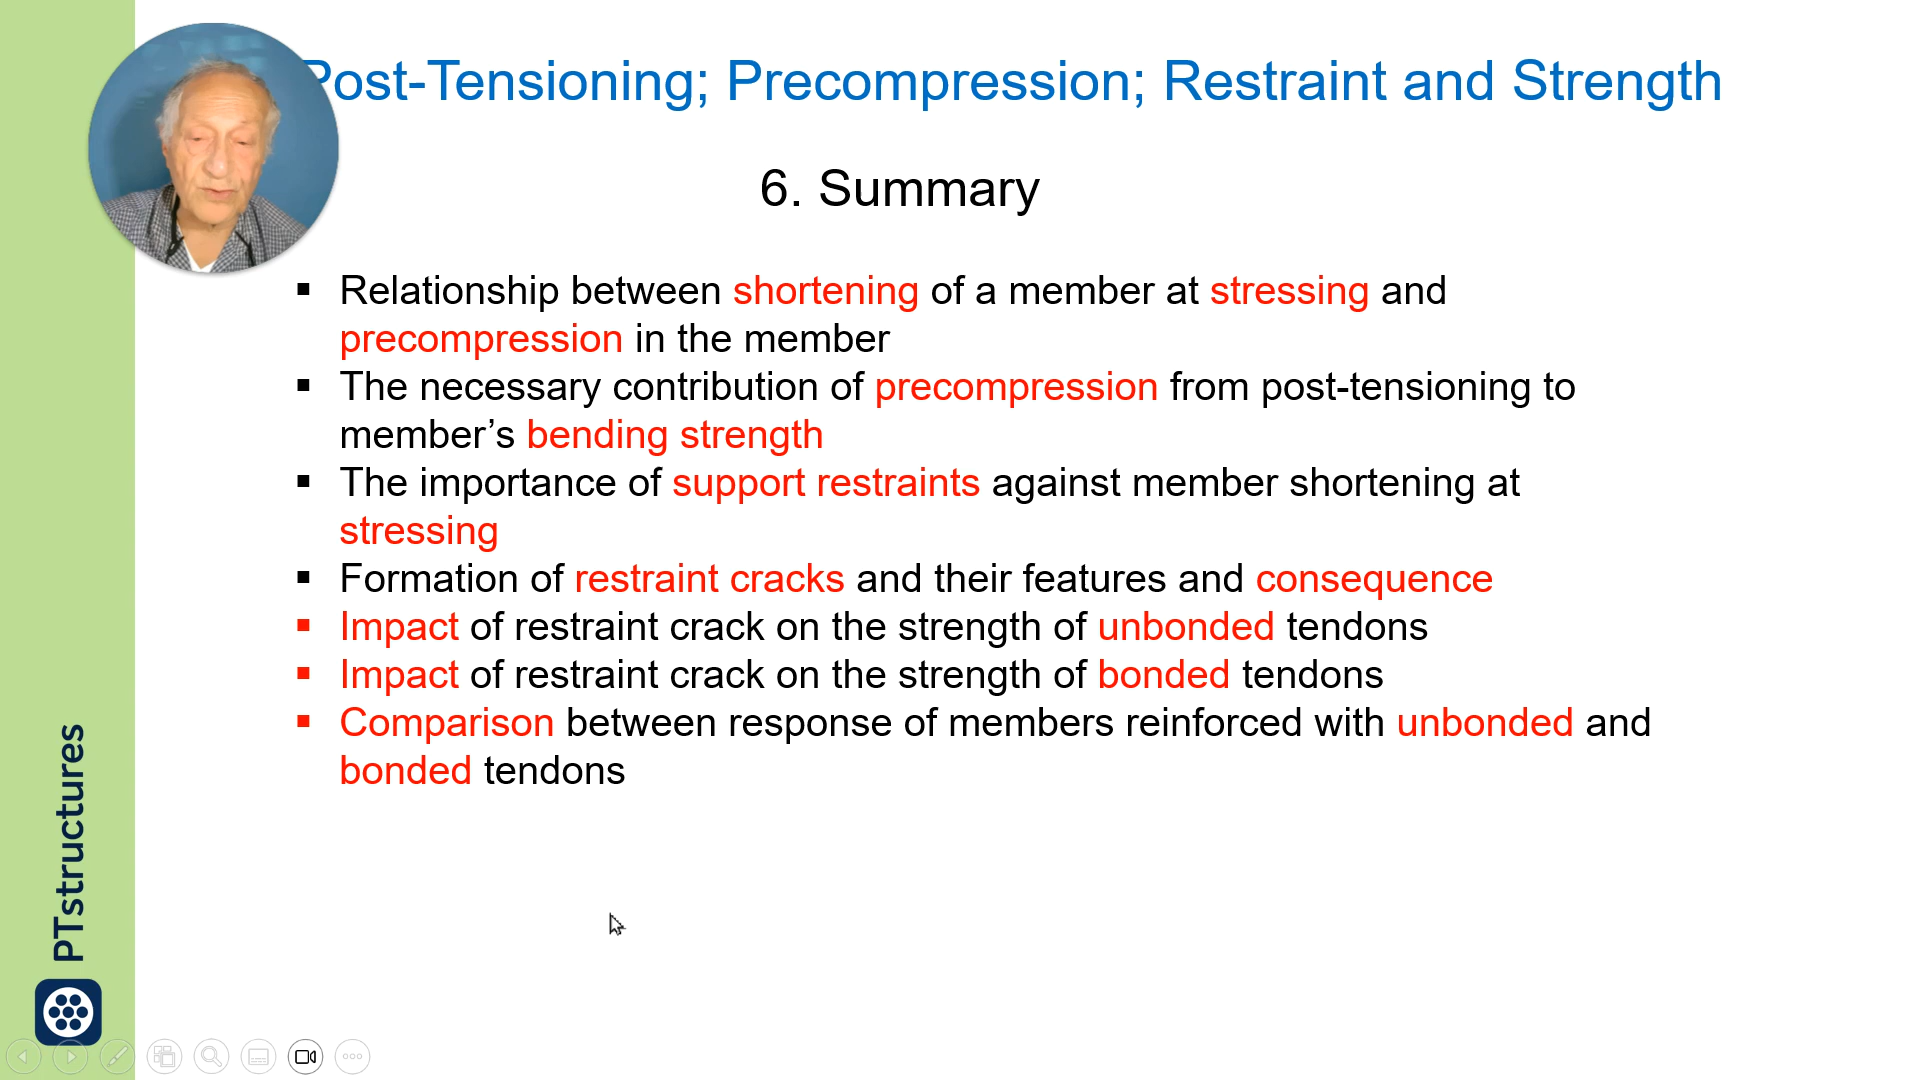 Post-Tensioning; Precompression; Restraint and Strength
6. Summary
▪ Relationship between shortening of a member at stressing and
precompression in the member
▪ The necessary contribution of precompression from post-tensioning to
member’s bending strength
▪ The importance of support restraints against member shortening at
stressing
▪ Formation of restraint cracks and their features and consequence
▪ Impact of restraint crack on the strength of unbonded tendons
▪ Impact of restraint crack on the strength of bonded tendons
▪ Comparison between response of members reinforced with unbonded and
bonded tendons
PTstructures